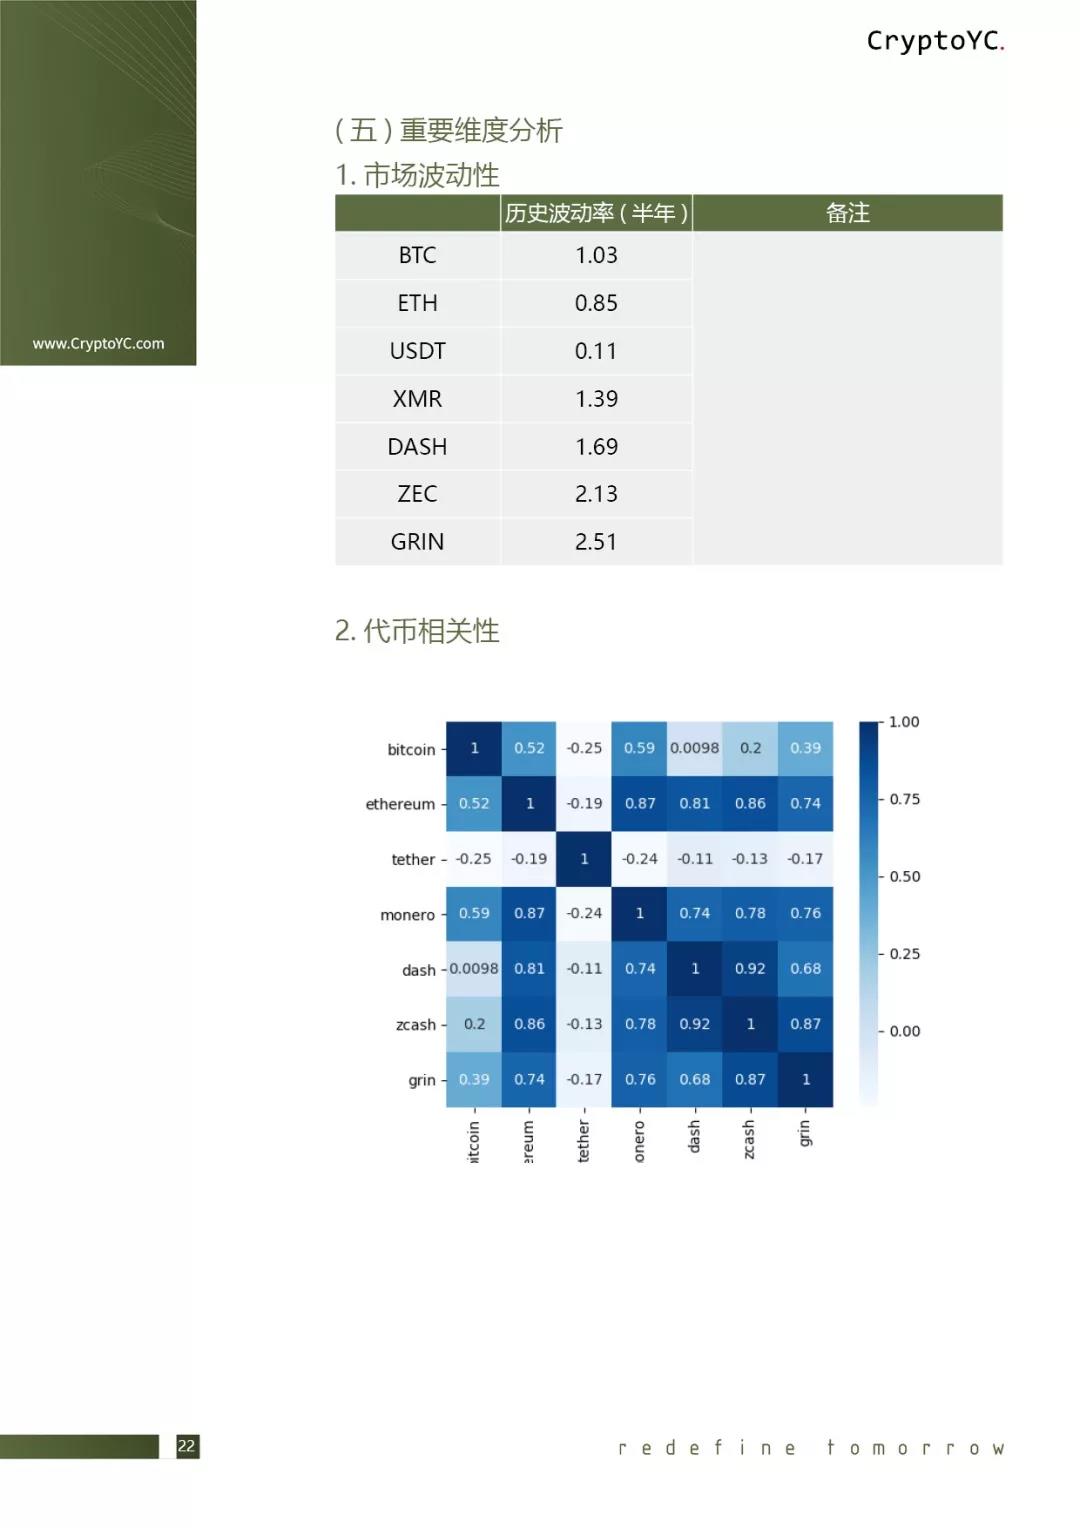 CryptoYC.
www.CryptoYC.com
(五)重要维度分析
1. 市场波动性
历史波动率(半年) 备注
BTC 1.03
ETH 0.85
USDT 0.11
XMR 1.39
DASH 1.69
ZEC 2.13
GRIN 2.51
2. 代币相关性
bitcoin 1 0.52 -0.25 0.59 0.0098 0.2 0.39
ethereum 0.52 1 -0.19 0.87 0.81 0.86 0.74
tether -0.25 -0.19 1 -0.24 -0.11 -0.13 -0.17
monero 0.59 0.87 -0.24 1 0.74 0.78 0.76
dash 0.0098 0.81 -0.11 0.74 1 0.92 0.68
zcash 0.2 0.86 -0.13 0.78 0.92 1 0.87
grin 0.39 0.74 -0.17 0.76 0.68 0.87 1
itcoin ereum tether onero dash zcash grin
1.00
0.75
0.50
0.25
0.00
22
redefine tomorrow